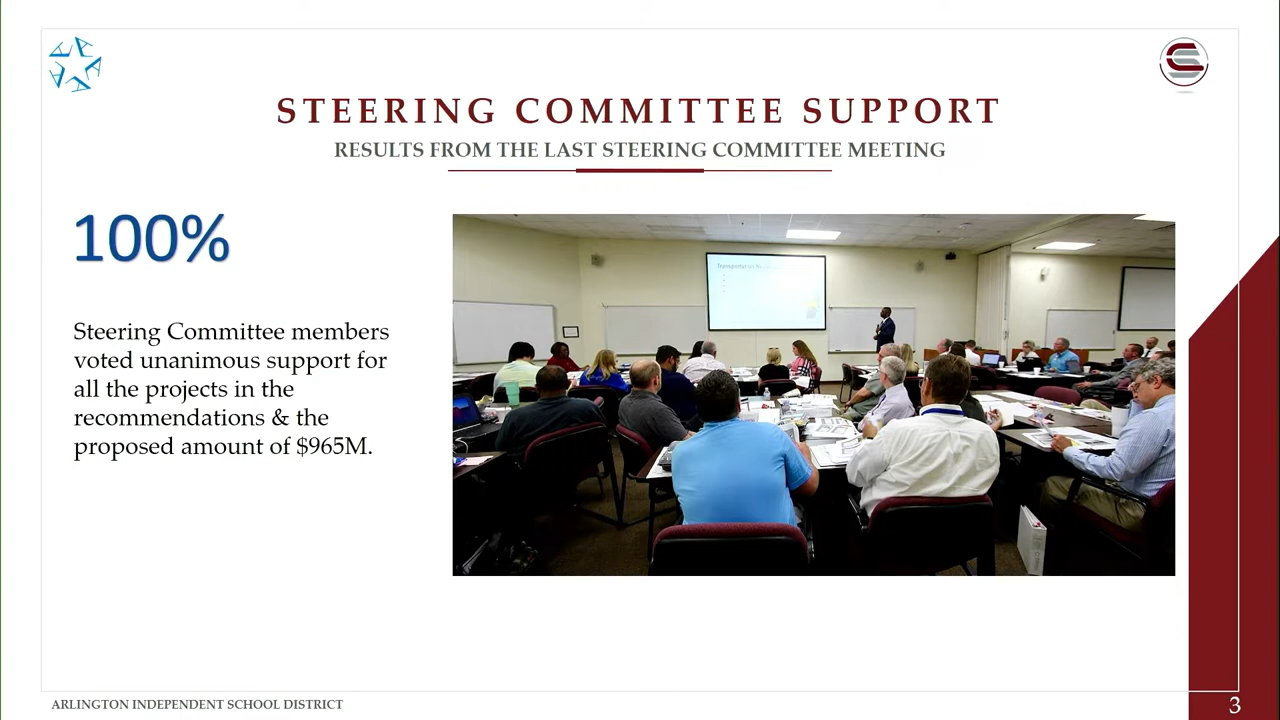 STEERING COMMITTEE SUPPORT
RESULTS FROM THE LAST STEERING COMMITTEE MEETING
100%
Steering Committee members
voted unanimous support for
all the projects in the
recommendations & the
proposed amount of $965M.
ARLINGTON INDEPENDENT SCHOOL DISTRICT
3